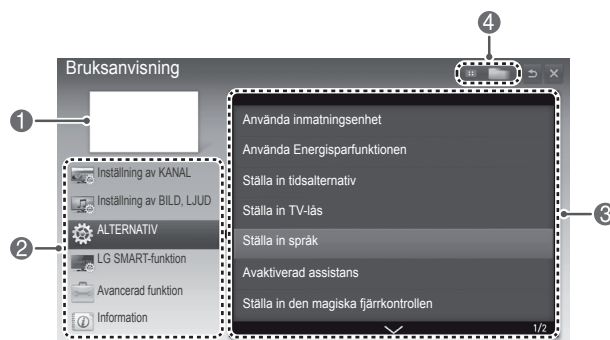 4
Bruksanvisning
1
Använda inmatningsenhet
Använda Energisparfunktionen
Ställa in tidsalternativ
Ställa in TV-lås
Ställa in språk
Avaktiverad assistans
Ställa in den magiska fjärrkontrollen
1/2
3
2
Inställning av KANAL
Inställning av BILD, LJUD
ALTERNATIV
LG SMART-funktion
Avancerad funktion
Information